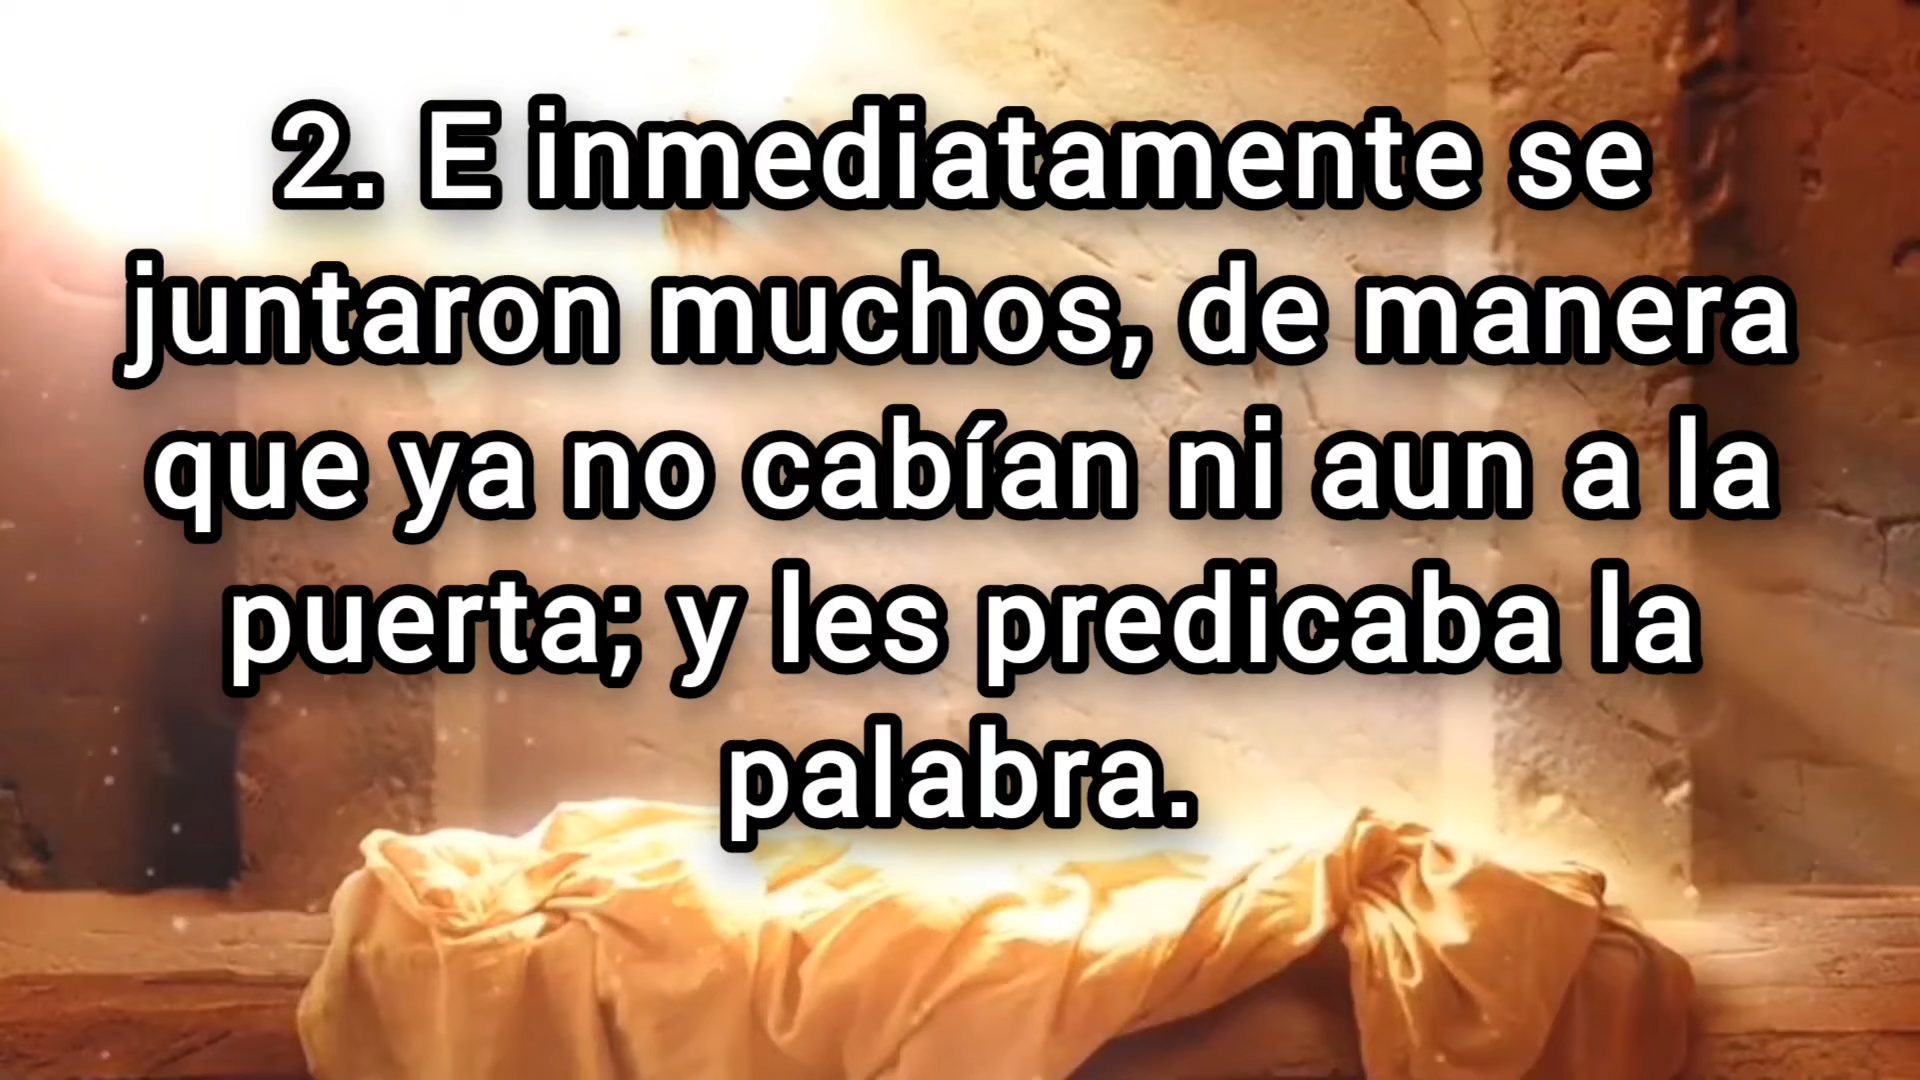 2. E inmediatamente se
juntaron muchos, de manera
que ya no cabían ni aun a la
puerta; y les predicaba la
palabra.